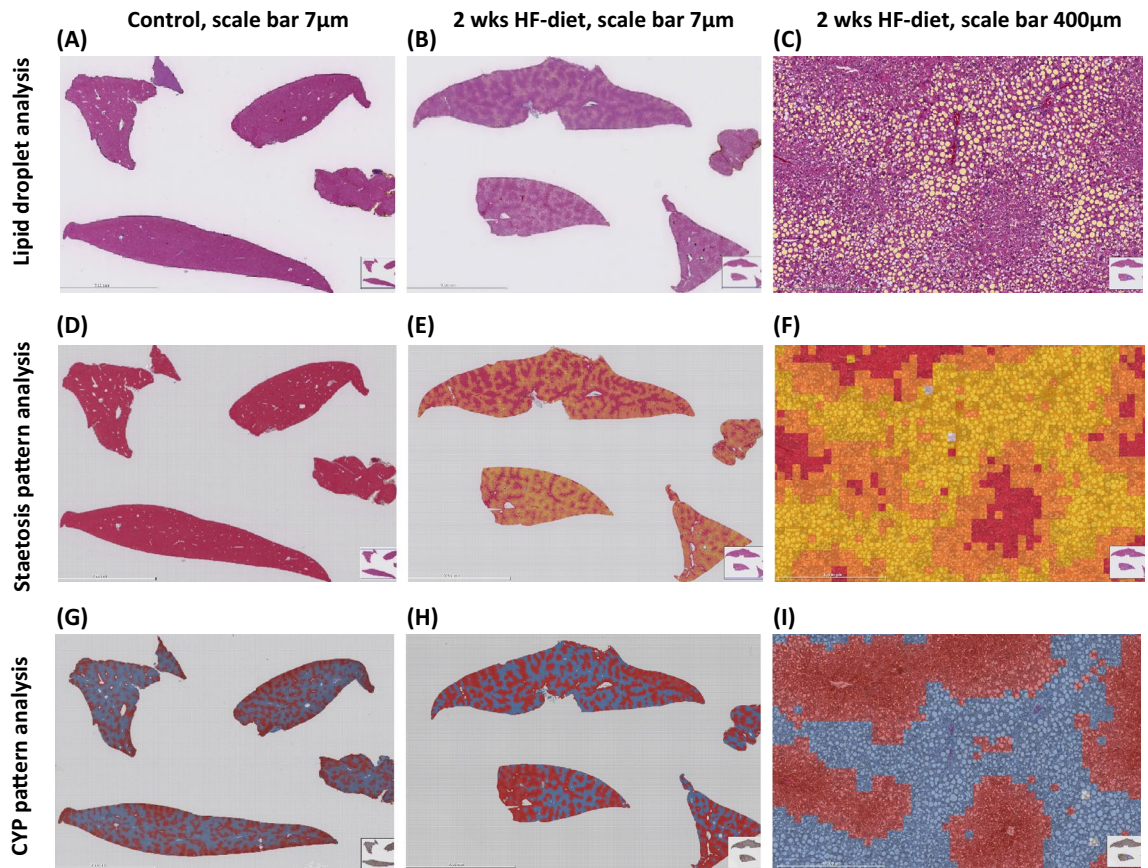 Control, scale bar 7µm
2 wks HF-diet, scale bar 7µm
2 wks HF-diet, scale bar 400µm
(A)
(B)
(C)
Lipid droplet analysis
(D)
(E)
(F)
Staetosis pattern analysis
(G)
(H)
(I)
CYP pattern analysis